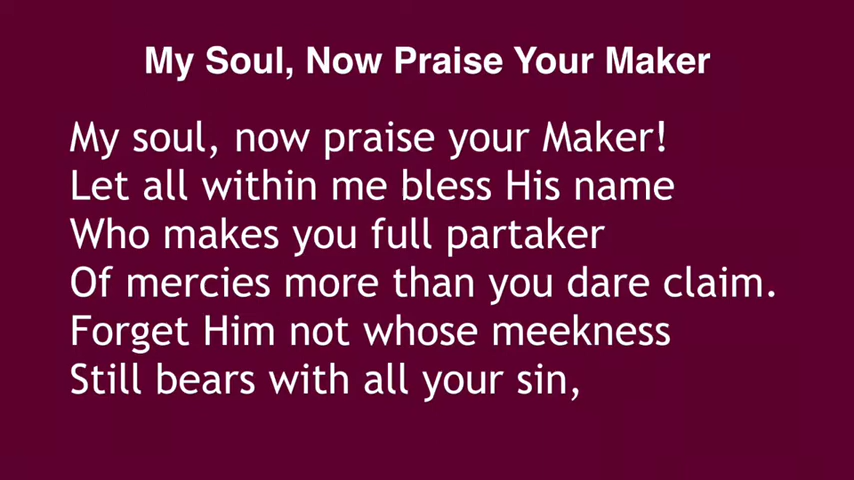 My Soul, Now Praise Your Maker
My soul, now praise your Maker!
Let all within me bless His name
Who makes you full partaker
Of mercies more than you dare claim.
Forget Him not whose meekness
Still bears with all your sin,